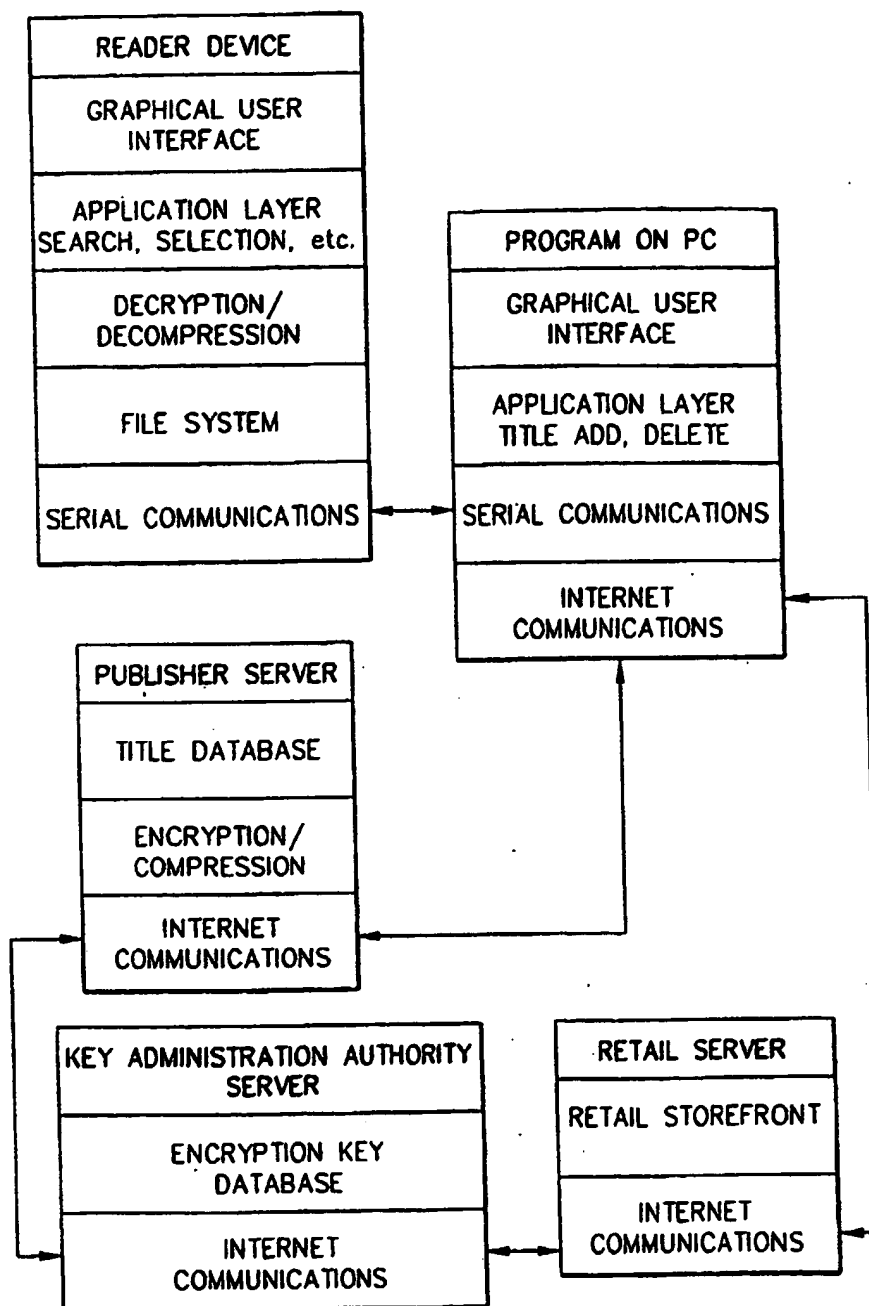 READER DEVICE
GRAPHICAL USER
INTERFACE
APPLICATION LAYER
SEARCH, SELECTION, etc.
DECRYPTION/
DECOMPRESSION
FILE SYSTEM
SERIAL COMMUNICATIONS
PROGRAM ON PC
GRAPHICAL USER
INTERFACE
APPLICATION LAYER
TITLE ADD, DELETE
SERIAL COMMUNICATIONS
INTERNET
COMMUNICATIONS
PUBLISHER SERVER
TITLE DATABASE
ENCRYPTION/
COMPRESSION
INTERNET
COMMUNICATIONS
KEY ADMINISTRATION AUTHORITY
SERVER
ENCRYPTION KEY
DATABASE
INTERNET
COMMUNICATIONS
RETAIL SERVER
RETAIL STOREFRONT
INTERNET
COMMUNICATIONS